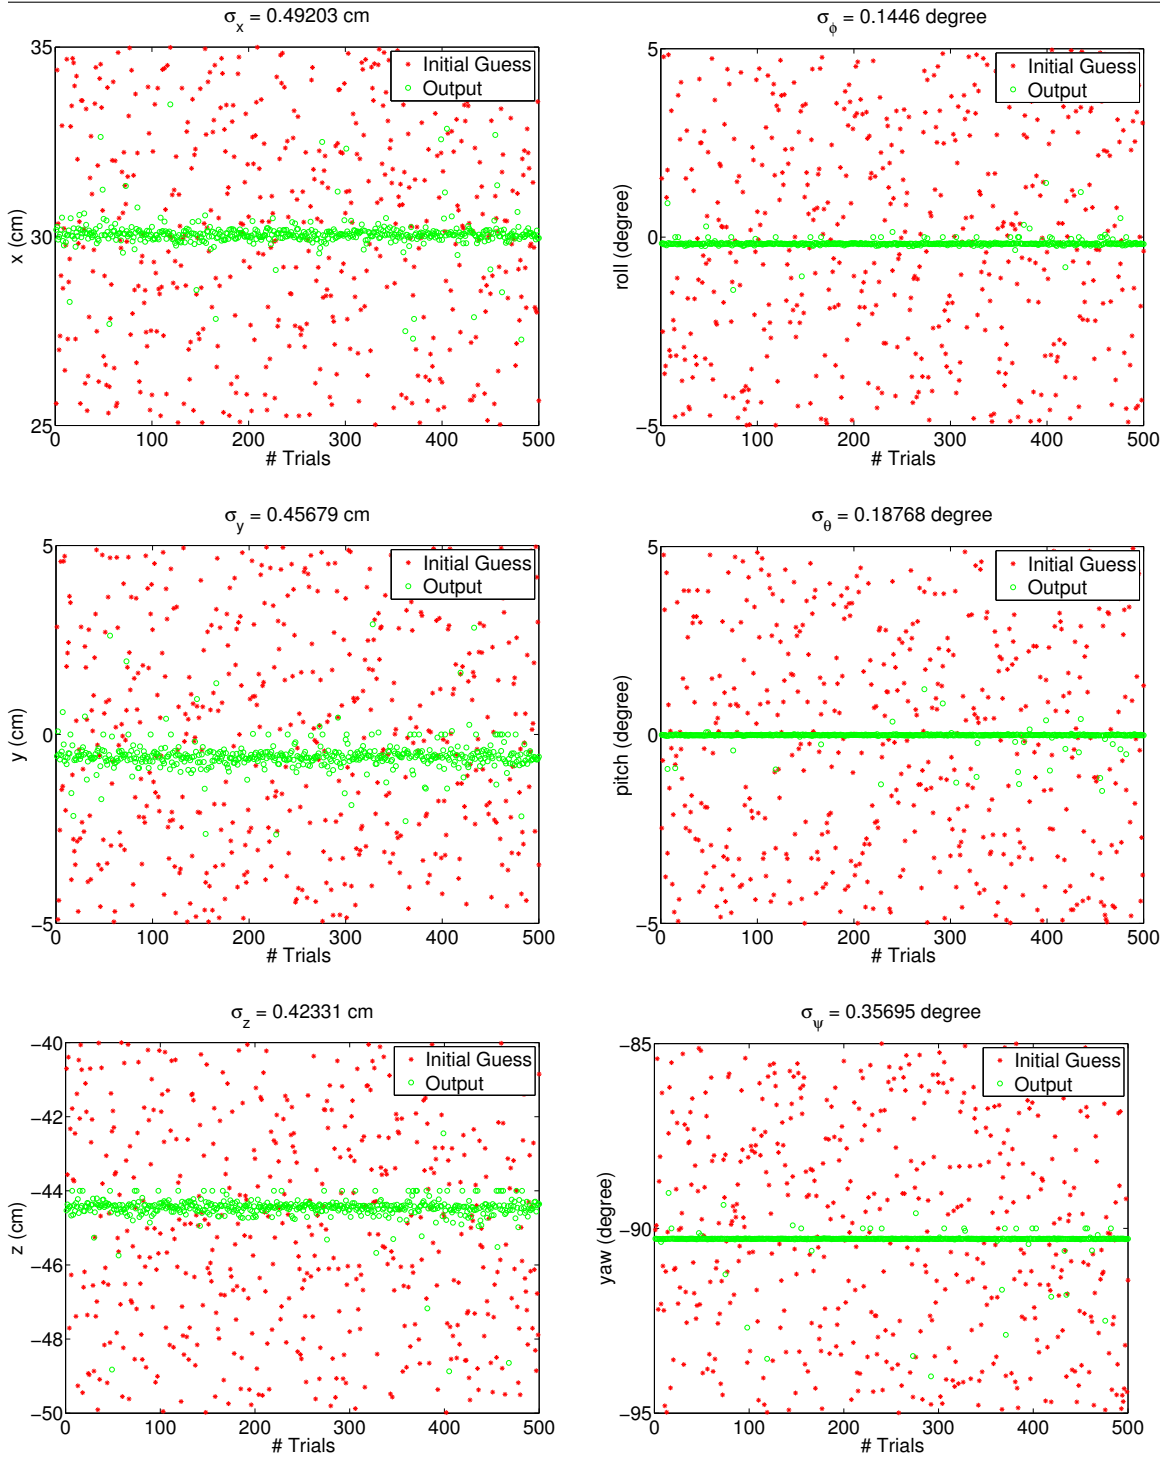 σx = 0.49203 cm
35
30
25
x (cm)
Initial Guess
Output
0 100 200 300 400 500
# Trials
σϕ = 0.1446 degree
5
0
−5
roll (degree)
Initial Guess
Output
0 100 200 300 400 500
# Trials
σy = 0.45679 cm
5
0
−5
y (cm)
Initial Guess
Output
0 100 200 300 400 500
# Trials
σθ = 0.18768 degree
5
0
−5
pitch (degree)
Initial Guess
Output
0 100 200 300 400 500
# Trials
σz = 0.42331 cm
−40
−42
−44
−46
−48
−50
z (cm)
Initial Guess
Output
0 100 200 300 400 500
# Trials
σψ = 0.35695 degree
−85
−90
−95
yaw (degree)
Initial Guess
Output
0 100 200 300 400 500
# Trials